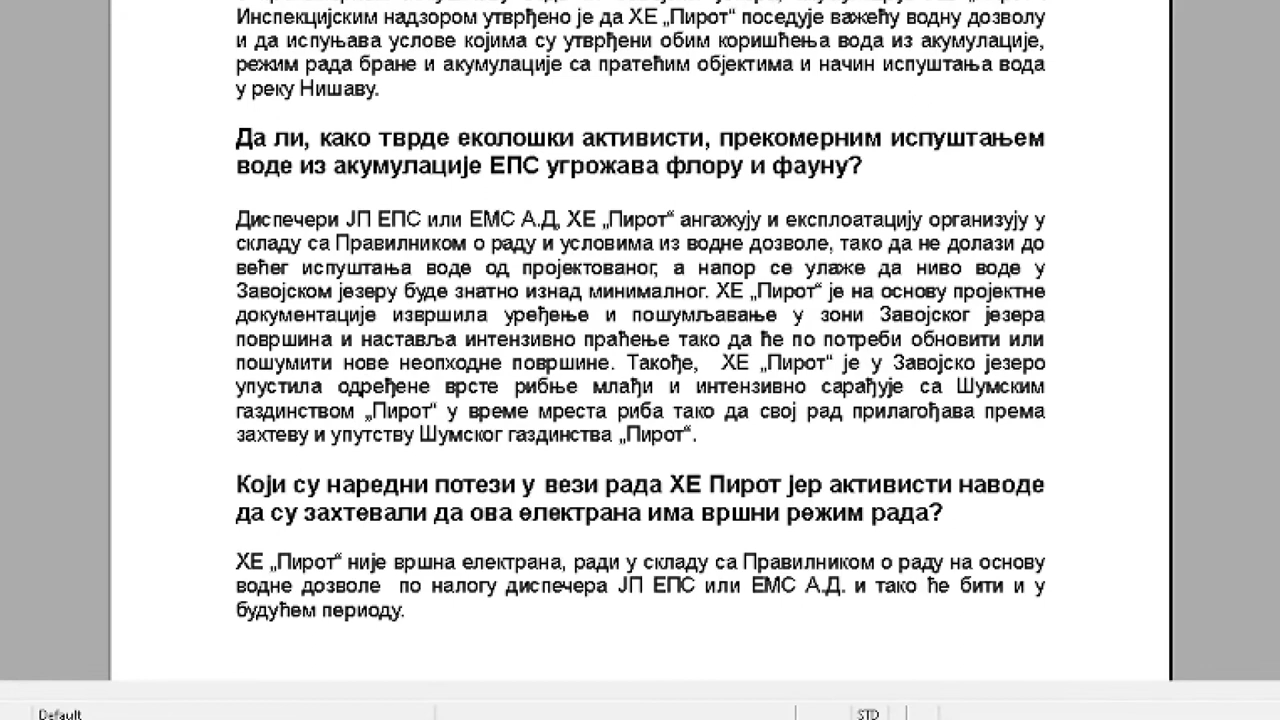 Инспекцијским надзором утврђено је да ХЕ „Пирот“ поседује важећу водну дозволу
и да испуњава услове којима су утврђени обим коришћења вода из акумулације,
режим рада бране и акумулације са пратећим објектима и начин испуштања вода
у реку Нишаву.
Да ли, како тврде еколошки активисти, прекомерним испуштањем
воде из акумулације ЕПС угрожава флору и фауну?
Диспечери ЈП ЕПС или ЕМС А.Д, ХЕ „Пирот“ ангажују и експлоатацију организују у
складу са Правилником о раду и условима из водне дозволе, тако да не долази до
већег испуштања воде од пројектованог, а напор се улаже да ниво воде у
Завојском језеру буде знатно изнад минималног. ХЕ „Пирот“ је на основу пројектне
документације извршила уређење и пошумљавање у зони Завојског језера
површина и наставља интензивно праћење тако да ће по потреби обновити или
пошумити нове неопходне површине. Такође, ХЕ „Пирот“ је у Завојско језеро
упустила одређене врсте рибње млађи и интензивно сарађује са Шумским
газдинством „Пирот“ у време мреста риба тако да свој рад прилагођава према
захтеву и упутству Шумског газдинства „Пирот“.
Који су наредни потези у вези рада ХЕ Пирот јер активисти наводе
да су захтевали да ова електрана има вршни режим рада?
ХЕ „Пирот“ није вршна електрана, ради у складу са Правилником о раду на основу
водне дозволе по налогу диспечера ЈП ЕПС или ЕМС А.Д. и тако ће бити и у
будућем периоду.
Default STD